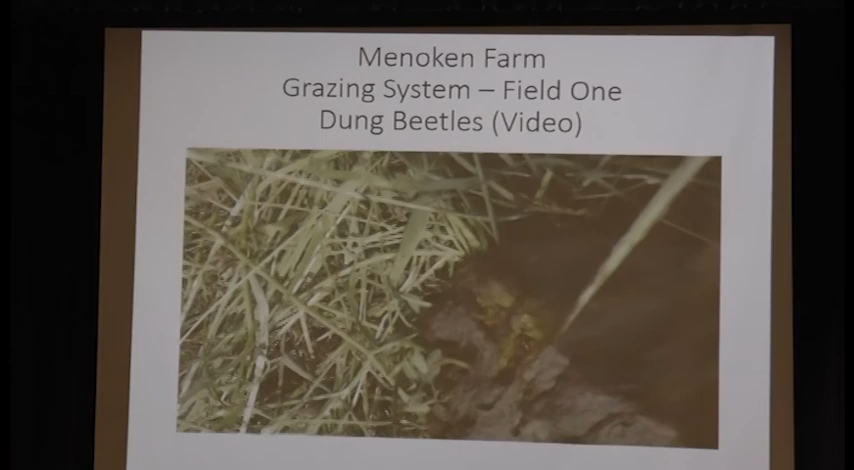 Menoken Farm
Grazing System – Field One
Dung Beetles (Video)